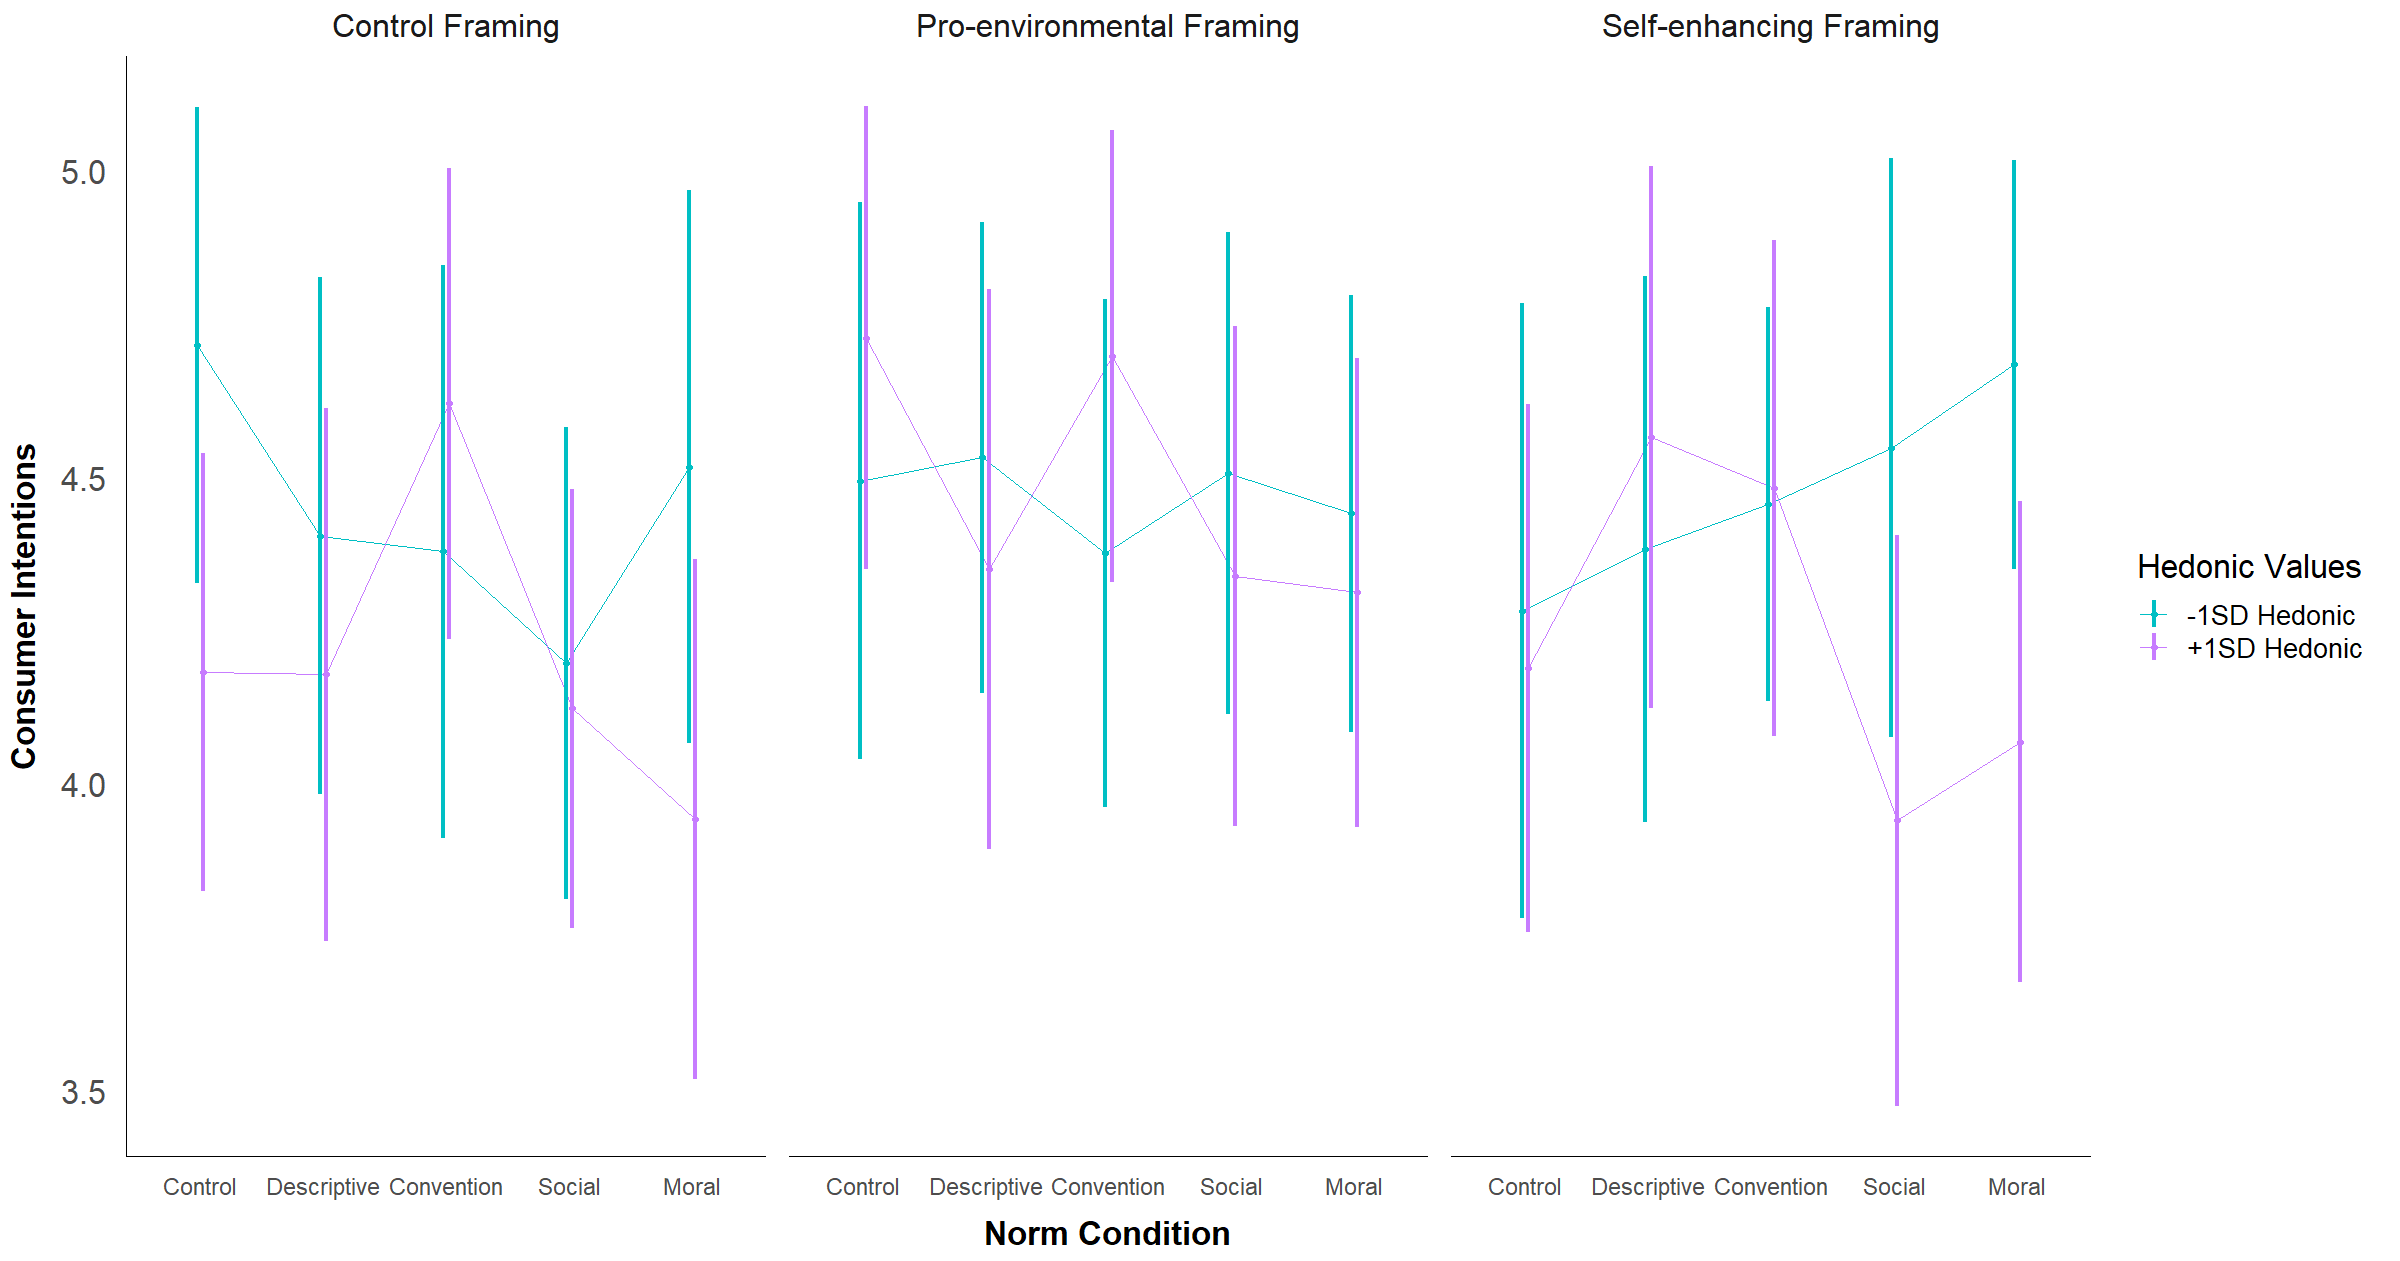 Control Framing
Pro-environmental Framing
Self-enhancing Framing
Consumer Intentions
5.0
4.5
4.0
3.5
Control Descriptive Convention Social Moral
Control Descriptive Convention Social Moral
Control Descriptive Convention Social Moral
Norm Condition
Hedonic Values
-1SD Hedonic
+1SD Hedonic